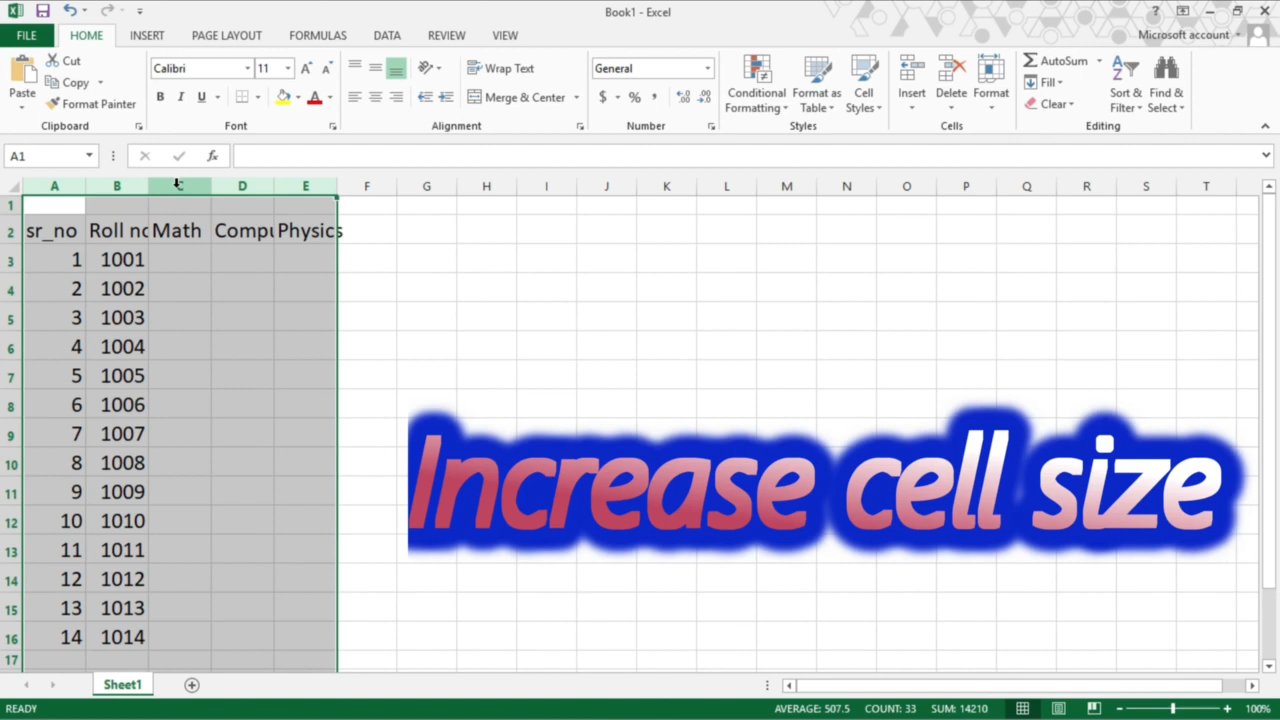 Book1 - Excel
?
FILE HOME INSERT PAGE LAYOUT FORMULAS DATA REVIEW VIEW
Microsoft account
Paste
Cut
Copy
Format Painter
Clipboard
Calibri 11
B I U
Font
Wrap Text
Merge & Center
Alignment
General
$ % ,
Number
Conditional Formatting
Format as Table
Cell Styles
Styles
Insert Delete Format
Cells
AutoSum
Fill
Clear
Sort & Filter
Find & Select
Editing
A1 fx
A B C D E F G H I J K L M N O P Q R S T
1
2 sr_no Roll no Math Compu Physics
3 1 1001
4 2 1002
5 3 1003
6 4 1004
7 5 1005
8 6 1006
9 7 1007
10 8 1008
11 9 1009
12 10 1010
13 11 1011
14 12 1012
15 13 1013
16 14 1014
17
Increase cell size
Sheet1
READY AVERAGE: 507.5 COUNT: 33 SUM: 14210 100%